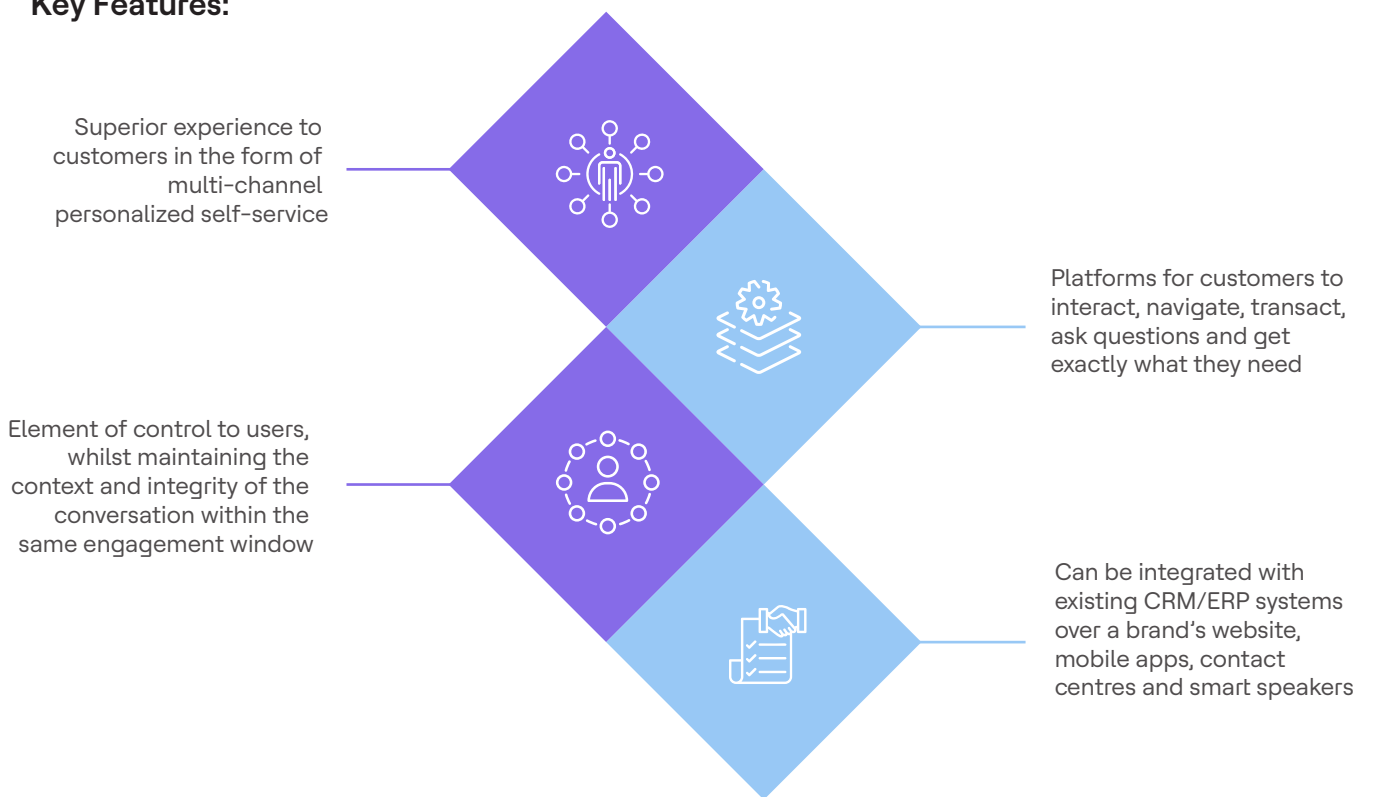 Key Features:
Superior experience to
customers in the form of
multi-channel
personalized self-service
Platforms for customers to
interact, navigate, transact,
ask questions and get
exactly what they need
Element of control to users,
whilst maintaining the
context and integrity of the
conversation within the
same engagement window
Can be integrated with
existing CRM/ERP systems
over a brand's website,
mobile apps, contact
centres and smart speakers